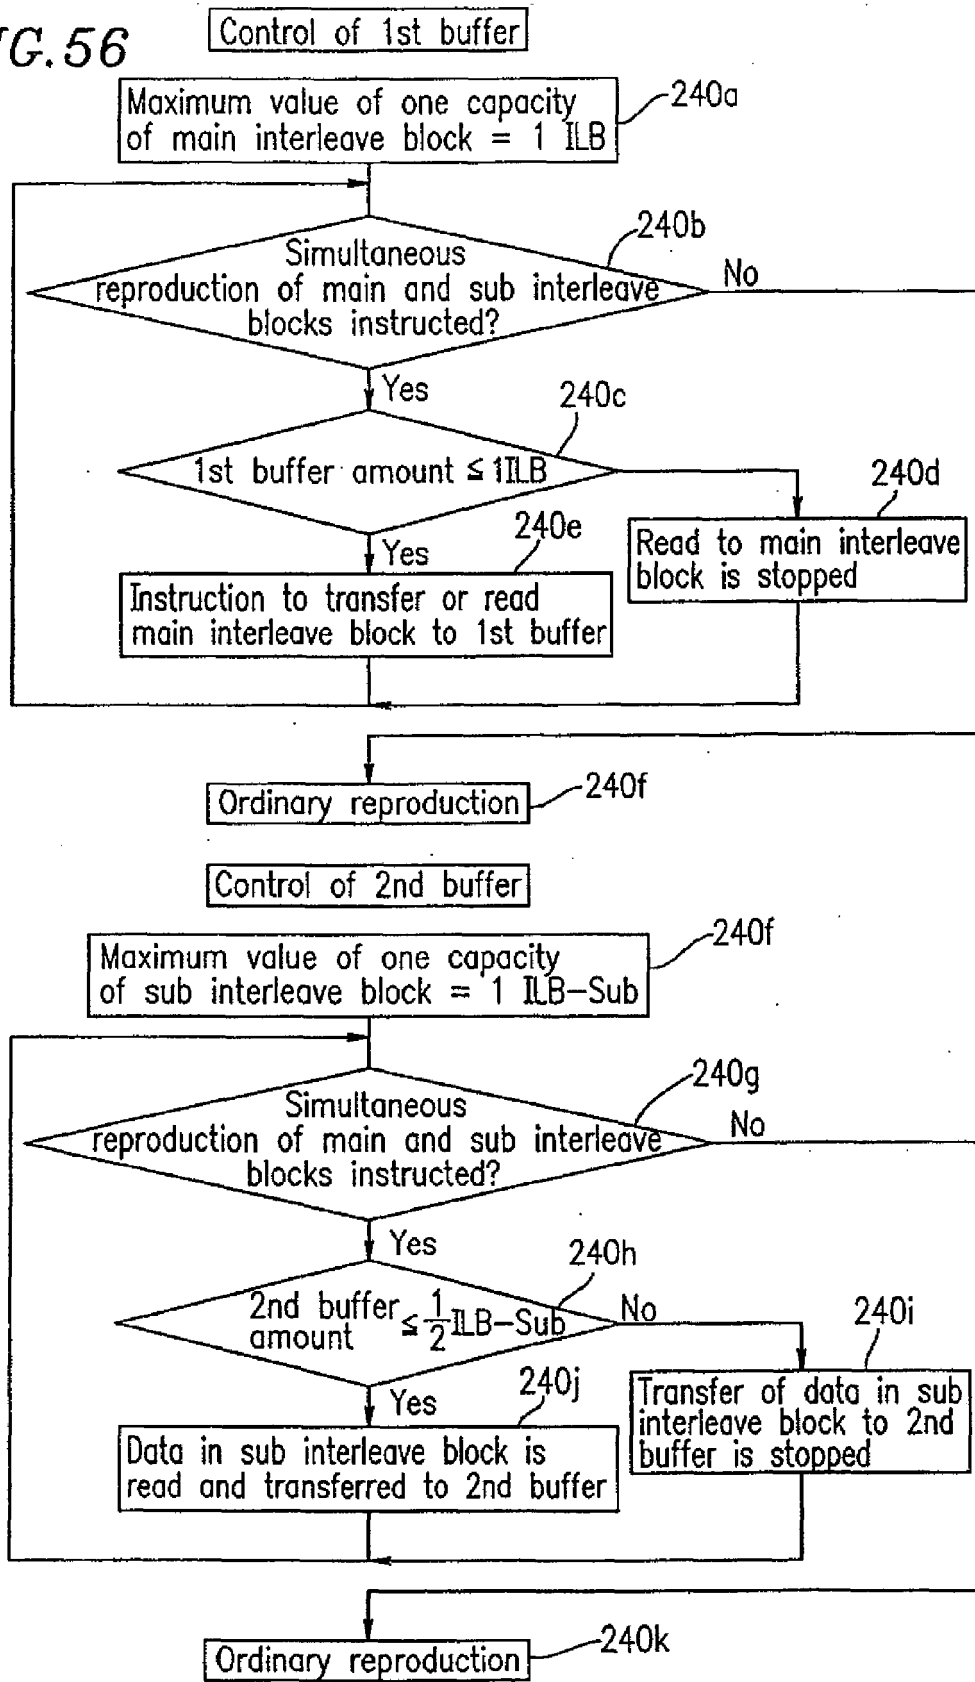 IG. 56
Control of 1st buffer
Maximum value of one capacity
of main interleave block = 1 ILB
240a
Simultaneous
reproduction of main and sub interleave
blocks instructed?
240b
No
Yes
240c
1st buffer amount ≦ 1ILB
240d
Read to main interleave
block is stopped
Yes
240e
Instruction to transfer or read
main interleave block to 1st buffer
Ordinary reproduction
240f
Control of 2nd buffer
240f
Maximum value of one capacity
of sub interleave block = 1 ILB-Sub
240g
Simultaneous
reproduction of main and sub interleave
blocks instructed?
No
Yes
240h
2nd buffer
amount ≦ 1/2 ILB-Sub
No
240i
Transfer of data in sub
interleave block to 2nd
buffer is stopped
Yes
240j
Data in sub interleave block is
read and transferred to 2nd buffer
Ordinary reproduction
240k